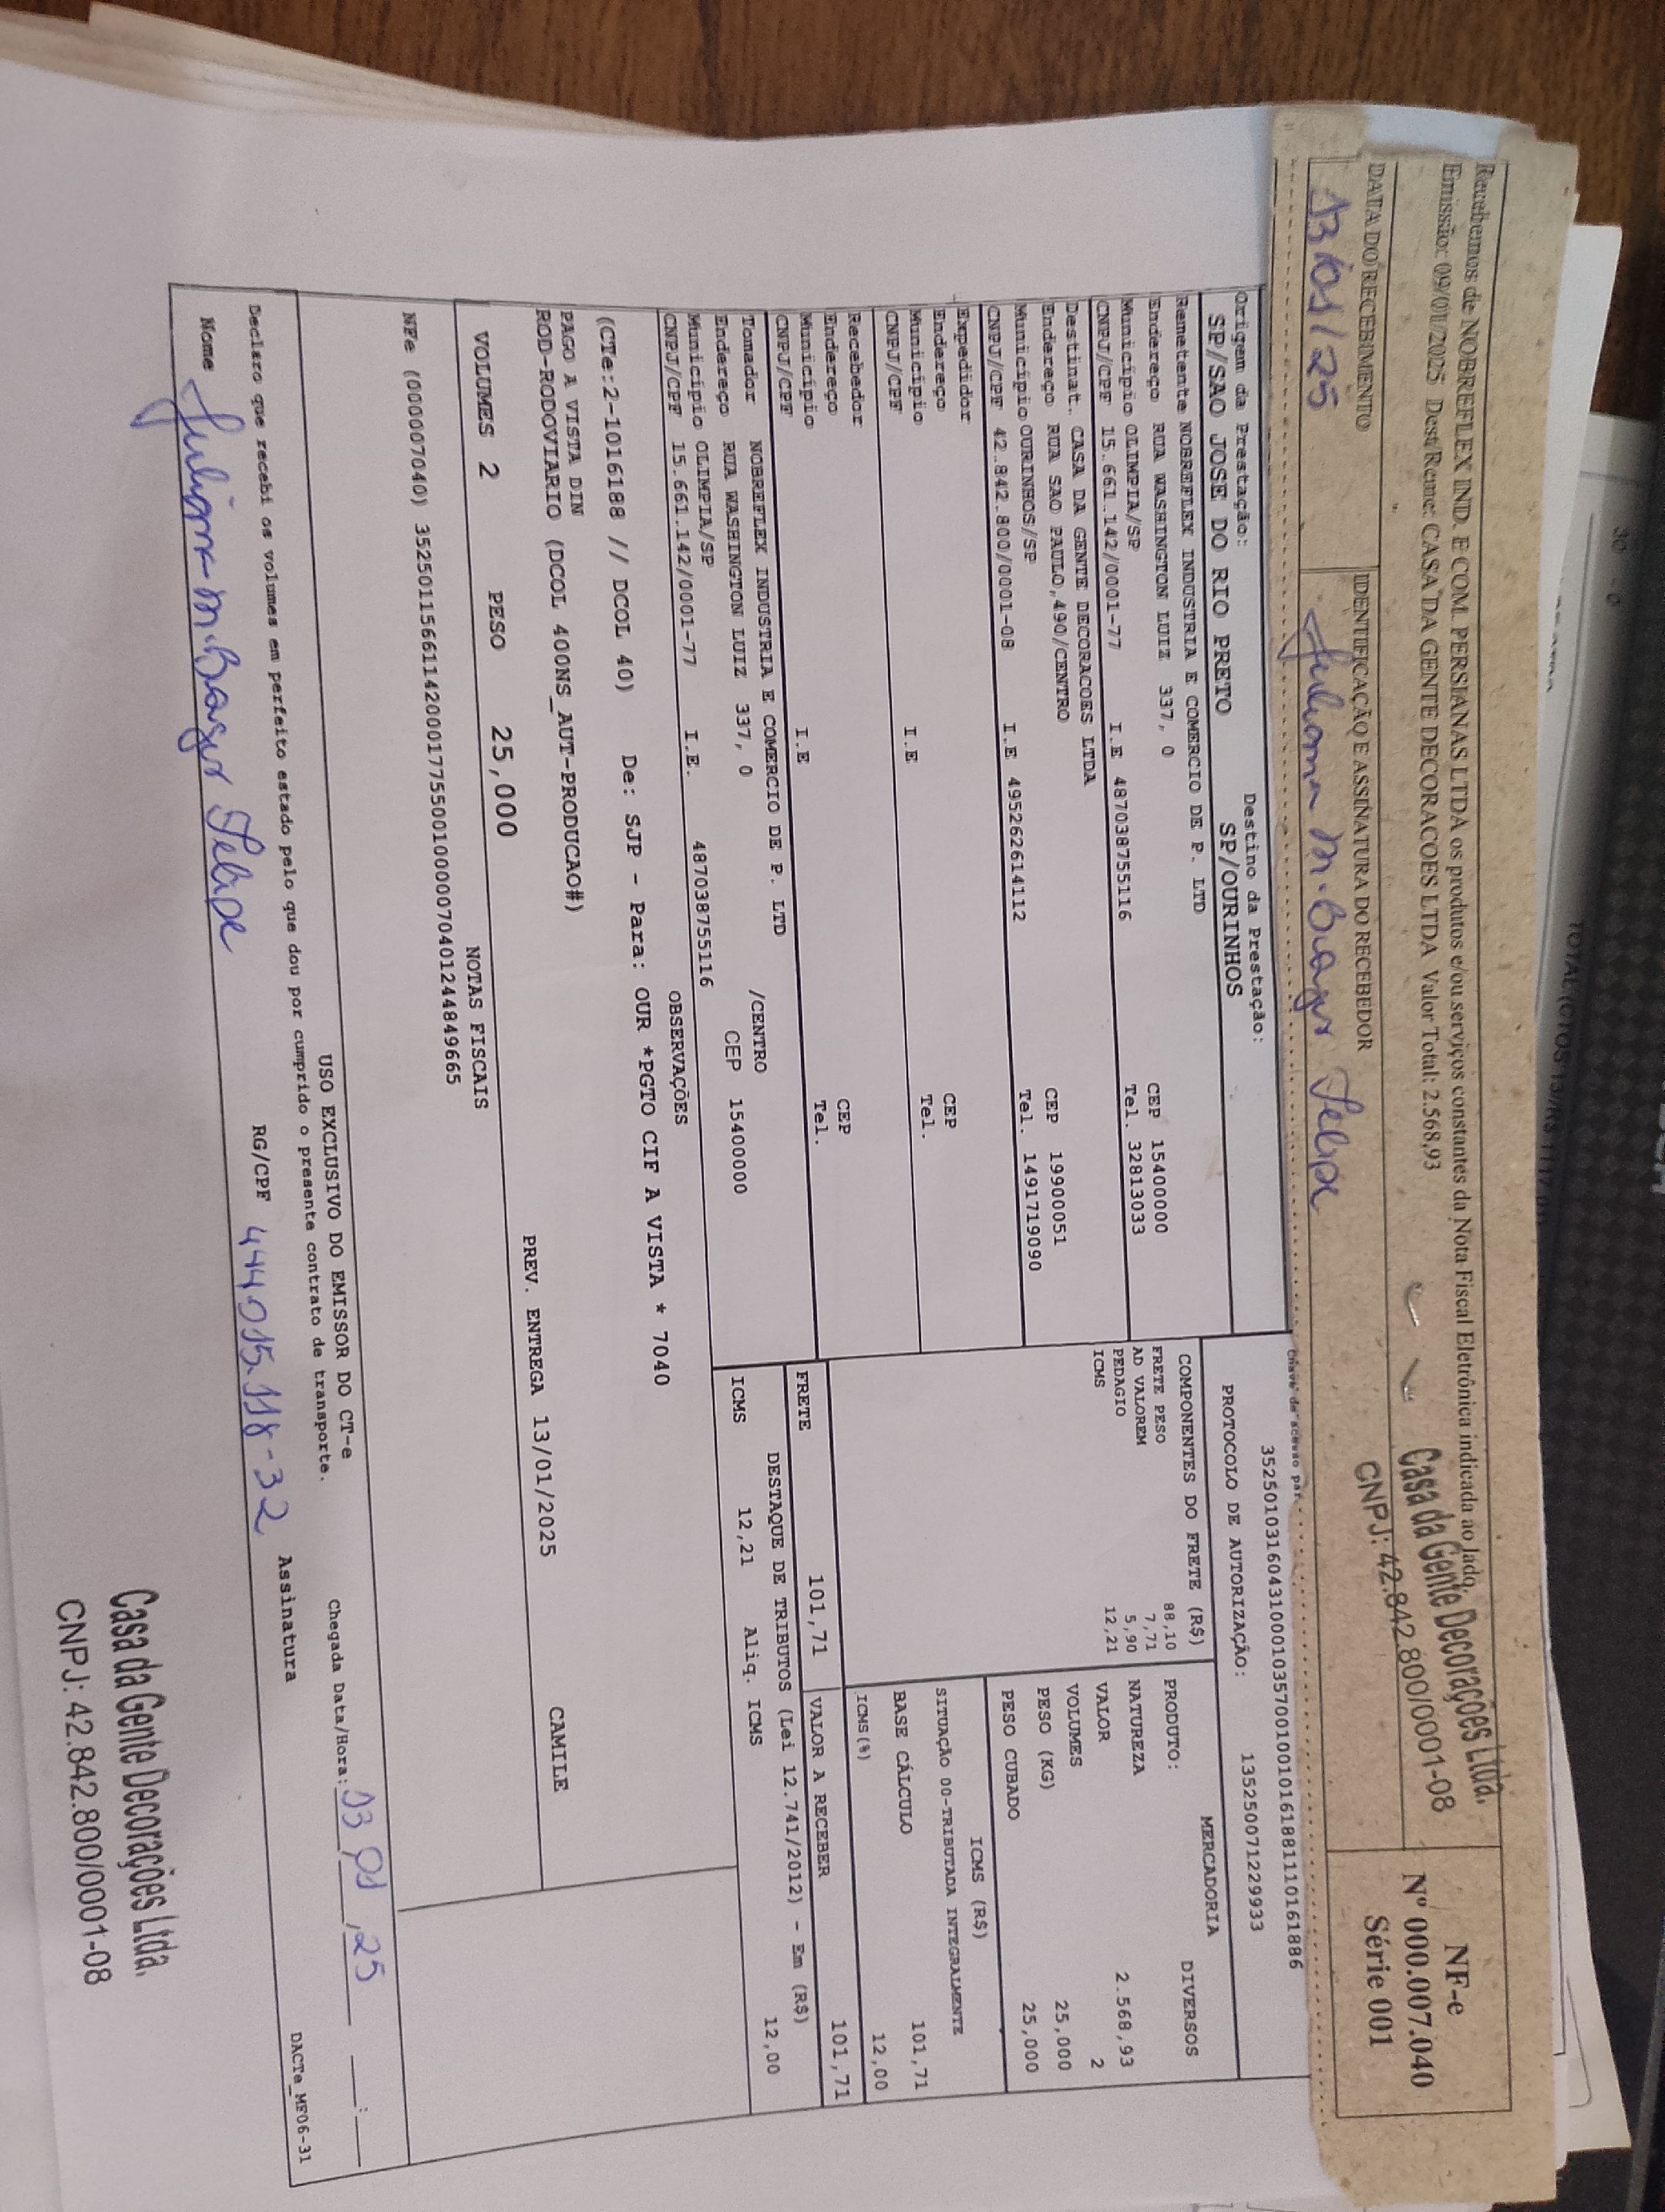 Recebemos de NOBREFLEX IND. E COM. PERSIANAS LTDA os produtos e/ou serviços constantes da Nota Fiscal Eletrônica indicada ao lado.
Emissão: 09/01/2025 Dest/Reme: CASA DA GENTE DECORACOES LTDA Valor Total: 2.568,93
Casa da Gente Decorações Ltda.
CNPJ: 42.842.800/0001-08
NF-e
Nº 000.007.040
Série 001
DATA DO RECEBIMENTO
IDENTIFICAÇÃO E ASSINATURA DO RECEBEDOR
13/01/25
Juliana M. Felipe
Origem da Prestação:
SP/SAO JOSE DO RIO PRETO
Destino da Prestação:
SP/OURINHOS
35250103160431000103570010010161881110161886
PROTOCOLO DE AUTORIZAÇÃO: 135250071229933
Remetente NOBREFLEX INDUSTRIA E COMERCIO DE P. LTD
Endereço RUA WASHINGTON LUIZ 337, 0 CEP 15400000
Município OLIMPIA/SP Tel. 32813033
CNPJ/CPF 15.661.142/0001-77 I.E 487038755116
Destinat. CASA DA GENTE DECORACOES LTDA
Endereço RUA SAO PAULO,490/CENTRO CEP 19900051
Município OURINHOS/SP Tel. 1491719090
CNPJ/CPF 42.842.800/0001-08 I.E 495262614112
Expedidor
Endereço CEP
Município Tel.
CNPJ/CPF I.E
Recebedor
Endereço CEP
Município Tel.
CNPJ/CPF I.E
Tomador NOBREFLEX INDUSTRIA E COMERCIO DE P. LTD
Endereço RUA WASHINGTON LUIZ 337, 0 /CENTRO
Município OLIMPIA/SP CEP 15400000
CNPJ/CPF 15.661.142/0001-77 I.E. 487038755116
COMPONENTES DO FRETE (R$)
FRETE PESO 88,10
AD VALOREM 7,71
PEDAGIO 5,90
ICMS 12,21
MERCADORIA
PRODUTO: DIVERSOS
NATUREZA
VALOR 2.568,93
VOLUMES 2
PESO (KG) 25,000
PESO CUBADO 25,000
ICMS (R$)
SITUAÇÃO 00-TRIBUTADA INTEGRALMENTE
BASE CÁLCULO 101,71
ICMS(%) 12,00
FRETE 101,71
VALOR A RECEBER 101,71
DESTAQUE DE TRIBUTOS (Lei 12.741/2012) - Em (R$)
ICMS 12,21 Aliq. ICMS 12,00
OBSERVAÇÕES
(CTe:2-1016188 // DCOL 40) De: SJP - Para: OUR *PGTO CIF A VISTA * 7040
PAGO A VISTA DIN
ROD-RODOVIARIO (DCOL 400NS_AUT-PRODUCAO#)
PREV. ENTREGA 13/01/2025 CAMILE
VOLUMES 2 PESO 25,000
NOTAS FISCAIS
NFe (000007040) 35250115661142000177550010000070401244849665
USO EXCLUSIVO DO EMISSOR DO CT-e
Declaro que recebi os volumes em perfeito estado pelo que dou por cumprido o presente contrato de transporte.
Chegada Data/Hora: 13 01 25 __:__
Nome Juliana M. Felipe RG/CPF 444.015.118-32 Assinatura
DACTe_MF06-31
Casa da Gente Decorações Ltda.
CNPJ: 42.842.800/0001-08